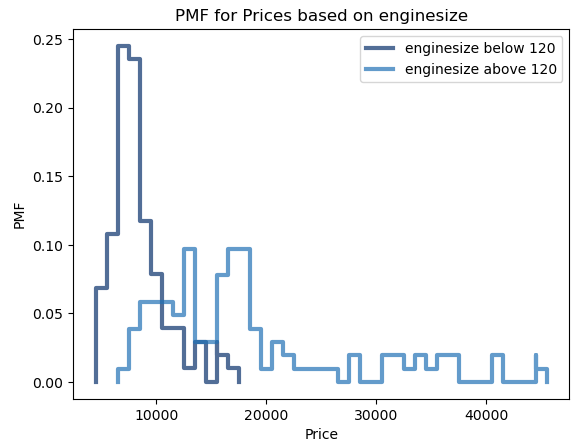 PMF for Prices based on enginesize
enginesize below 120
enginesize above 120
0.25
0.20
0.15
0.10
0.05
0.00
PMF
10000 20000 30000 40000
Price